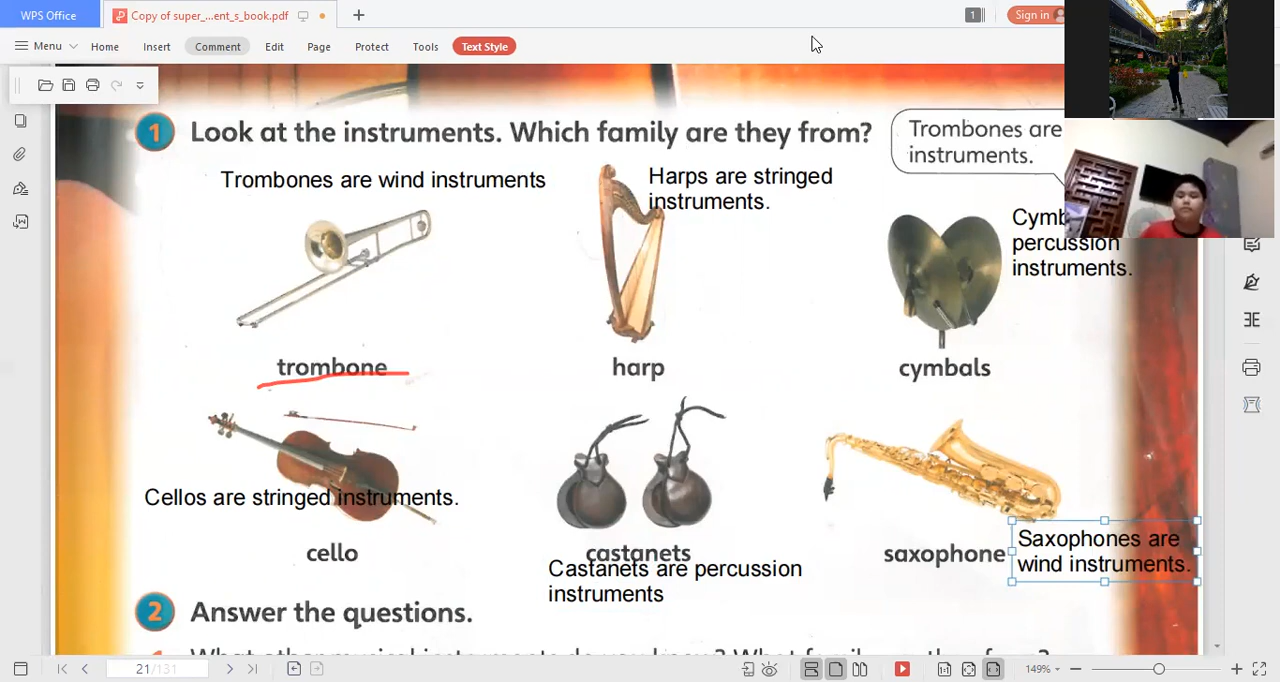 WPS Office
Copy of super_...ent_s_book.pdf
1
Sign in
Menu
Home
Insert
Comment
Edit
Page
Protect
Tools
Text Style
1 Look at the instruments. Which family are they from?
Trombones are
instruments.
Trombones are wind instruments
Harps are stringed
instruments.
percussion
instruments.
trombone
harp
cymbals
Cellos are stringed instruments.
cello
castanets
Castanets are percussion
instruments
saxophone
Saxophones are
wind instruments.
2 Answer the questions.
21/131
149%